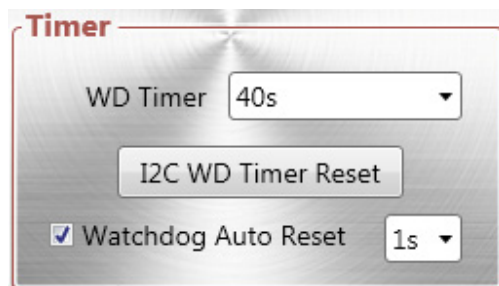 Timer
WD Timer 40s
I2C WD Timer Reset
Watchdog Auto Reset 1s